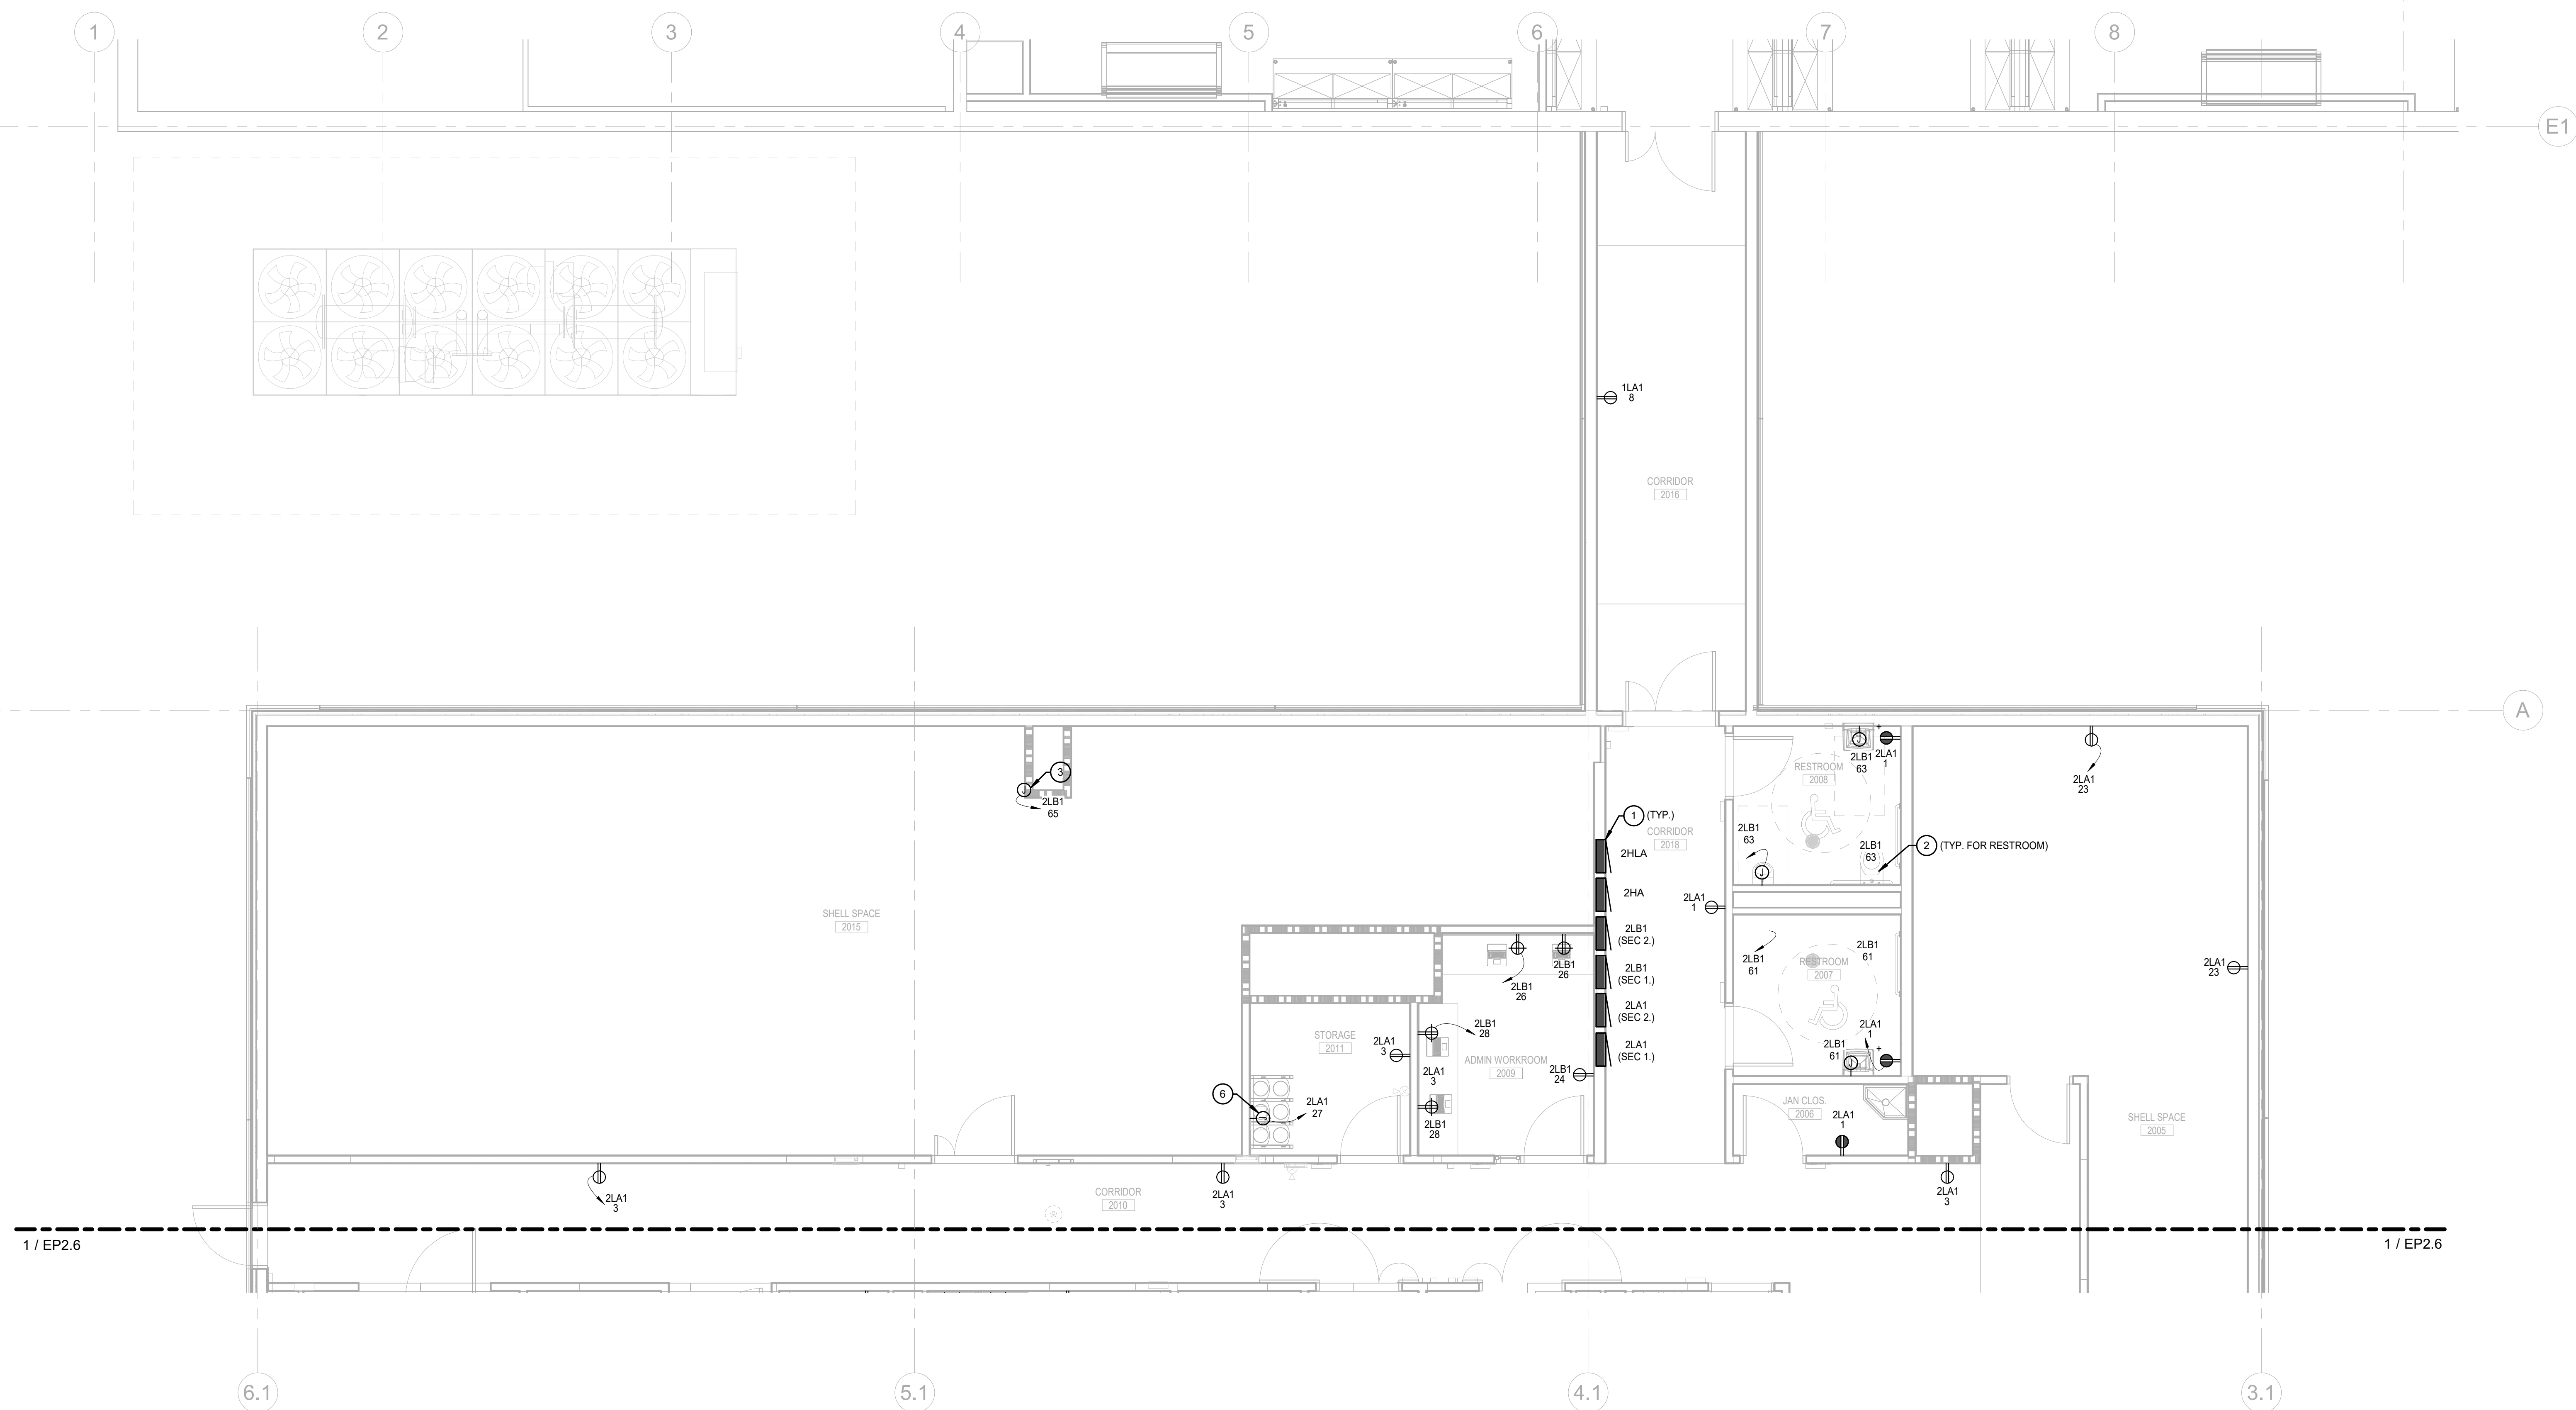 1
2
3
4
5
6
7
8
E1
1LA1
8
CORRIDOR
2016
A
J
3
2LB1
65
SHELL SPACE
2015
1 (TYP.)
CORRIDOR
2018
2HLA
2HA
2LB1
(SEC 2.)
2LB1
(SEC 1.)
2LA1
(SEC 2.)
2LA1
(SEC 1.)
J
+
2LB1
63
2LA1
1
RESTROOM
2008
2LB1
63
J
2LB1
63
2 (TYP. FOR RESTROOM)
2LA1
23
2LA1
1
2LB1
61
2LB1
61
RESTROOM
2007
2LA1
1
2LB1
61
J
+
2LA1
23
2LB1
26
2LB1
26
2LB1
28
STORAGE
2011
2LA1
3
ADMIN WORKROOM
2009
2LB1
24
2LA1
3
2LB1
28
6
J
2LA1
27
JAN CLOS.
2006
2LA1
1
SHELL SPACE
2005
2LA1
3
2LA1
3
2LA1
3
CORRIDOR
2010
1 / EP2.6
1 / EP2.6
6.1
5.1
4.1
3.1